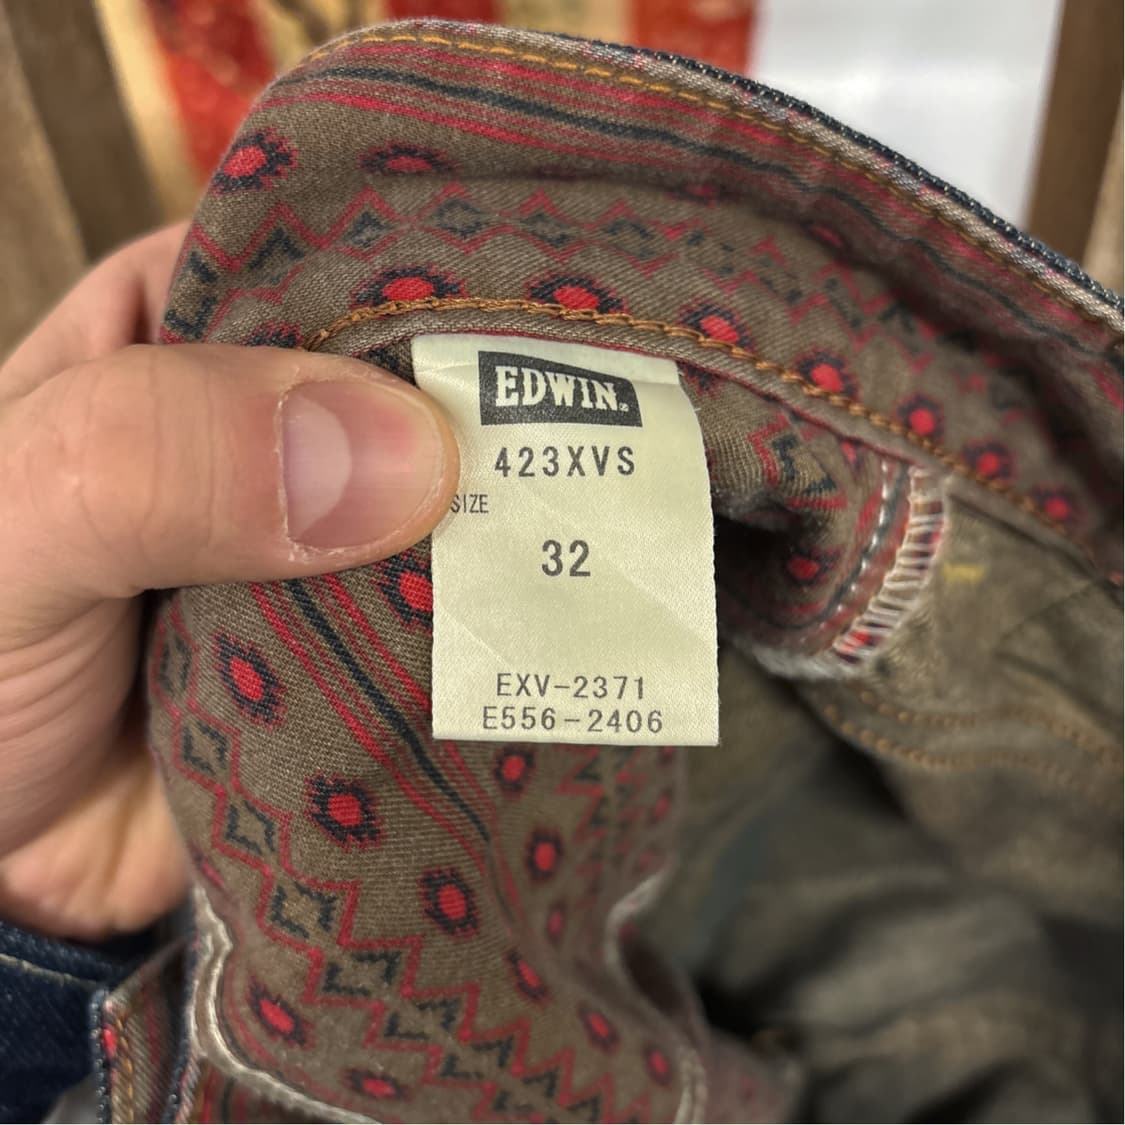 EDWIN®
423XVS
SIZE
32
EXV-2371
E556-2406